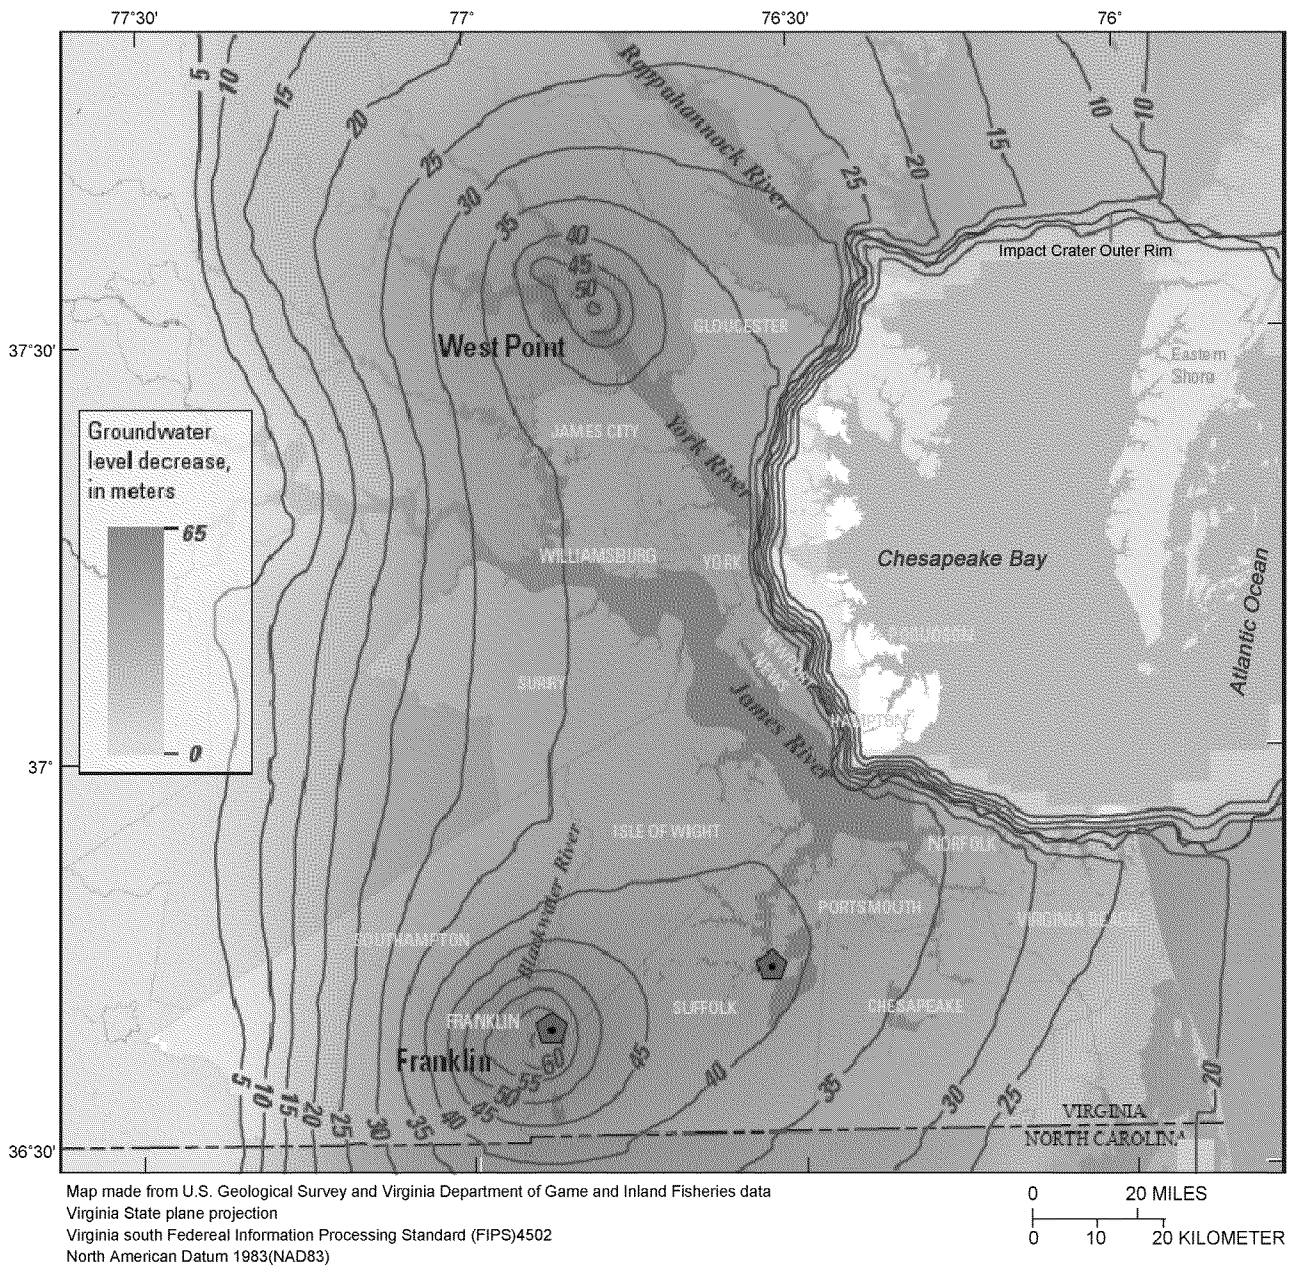 77°30'
77°
76°30'
76°
5
10
15
20
25
30
35
40
45
50
25
20
15
10
10
Rappahannock River
Impact Crater Outer Rim
37°30'
West Point
GLOUCESTER
Eastern
Shore
Groundwater
level decrease,
in meters
65
0
JAMES CITY
York River
WILLIAMSBURG
YORK
Chesapeake Bay
Atlantic Ocean
NEWPORT
NEWS
SURRY
James River
HAMPTON
37°
ISLE OF WIGHT
NORFOLK
Blackwater River
PORTSMOUTH
VIRGINIA BEACH
SOUTHAMPTON
FRANKLIN
SUFFOLK
CHESAPEAKE
Franklin
5
10
15
20
25
30
35
40
45
50
55
60
45
40
35
30
25
20
VIRGINIA
NORTH CAROLINA
36°30'
Map made from U.S. Geological Survey and Virginia Department of Game and Inland Fisheries data
Virginia State plane projection
Virginia south Federeal Information Processing Standard (FIPS)4502
North American Datum 1983(NAD83)
0 20 MILES
0 10 20 KILOMETER